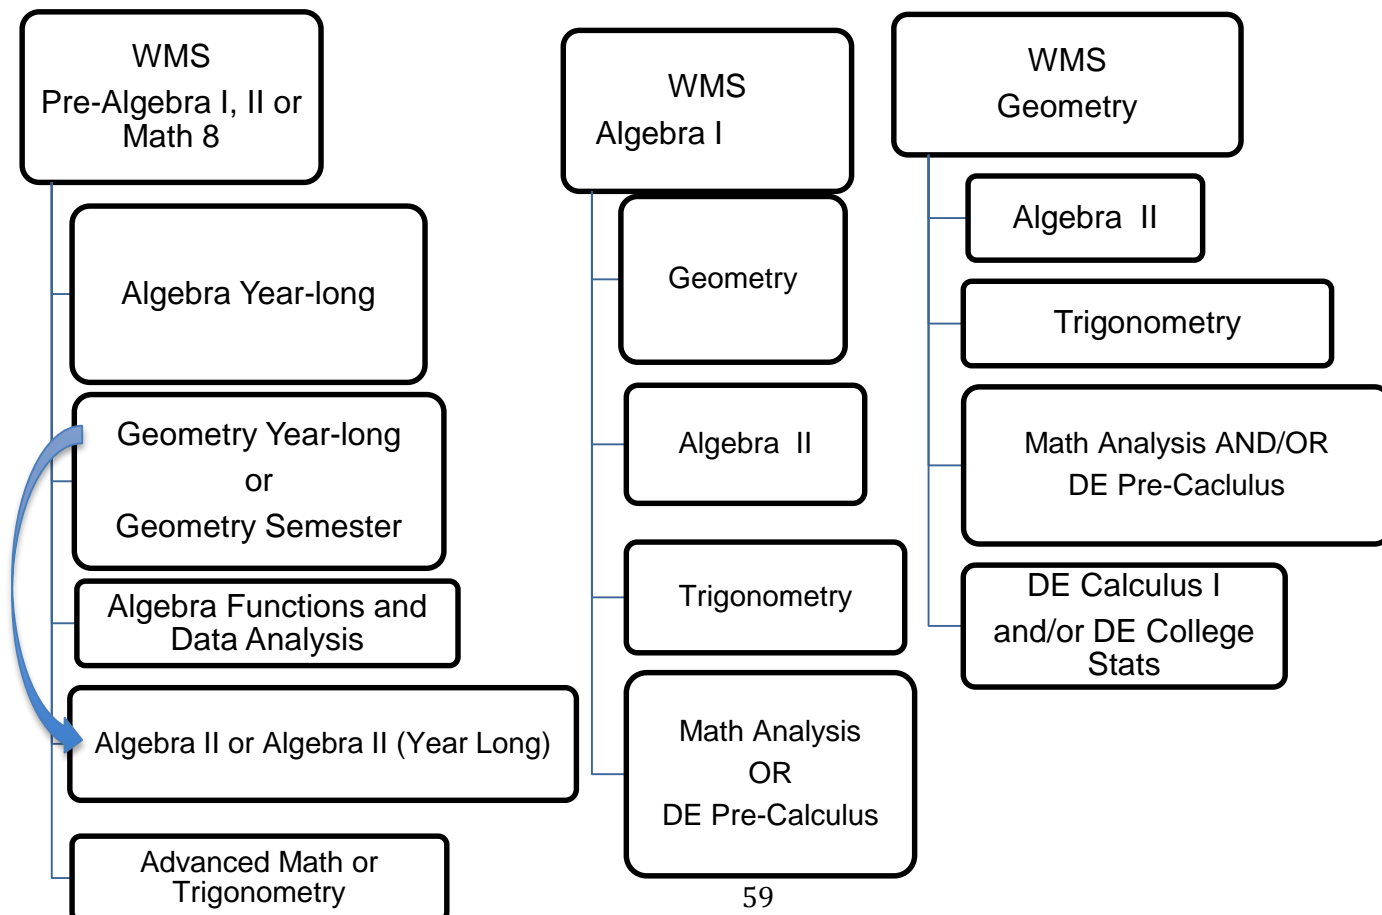 WMS
Pre-Algebra I, II or
Math 8
Algebra Year-long
Geometry Year-long
or
Geometry Semester
Algebra Functions and
Data Analysis
Algebra II or Algebra II (Year Long)
Advanced Math or
Trigonometry
WMS
Algebra I
Geometry
Algebra II
Trigonometry
Math Analysis
OR
DE Pre-Calculus
WMS
Geometry
Algebra II
Trigonometry
Math Analysis AND/OR
DE Pre-Caclulus
DE Calculus I
and/or DE College
Stats
59